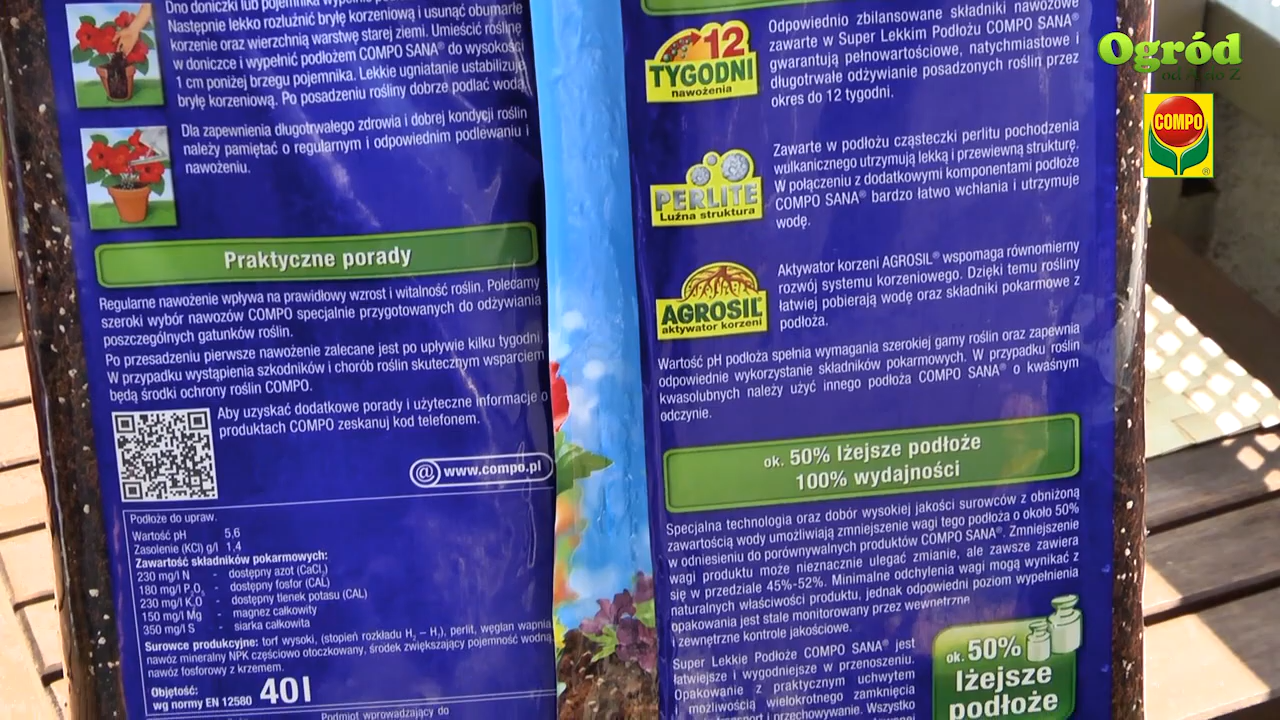 Dno doniczki lub pojemnika
Następnie lekko rozluźnić bryłę korzeniową i usunąć obumarłe
korzenie oraz wierzchnią warstwę starej ziemi. Umieścić roślinę
w doniczce i wypełnić podłożem COMPO SANA® do wysokości
1 cm poniżej brzegu pojemnika. Lekkie ugniatanie ustabilizuje
bryłę korzeniową. Po posadzeniu rośliny dobrze podlać wodą.
Dla zapewnienia długotrwałego zdrowia i dobrej kondycji roślin
należy pamiętać o regularnym i odpowiednim podlewaniu i
nawożeniu.
Praktyczne porady
Regularne nawożenie wpływa na prawidłowy wzrost i witalność roślin. Polecamy
szeroki wybór nawozów COMPO specjalnie przygotowanych do odżywiania
poszczególnych gatunków roślin.
Po przesadzeniu pierwsze nawożenie zalecane jest po upływie kilku tygodni.
W przypadku wystąpienia szkodników i chorób roślin skutecznym wsparciem
będą środki ochrony roślin COMPO.
Aby uzyskać dodatkowe porady i użyteczne informacje o
produktach COMPO zeskanuj kod telefonem.
@ www.compo.pl
Podłoże do upraw.
Wartość pH 5,6
Zasolenie (KCl) g/l 1,4
Zawartość składników pokarmowych:
230 mg/l N - dostępny azot (CaCl₂)
180 mg/l P₂O₅ - dostępny fosfor (CAL)
230 mg/l K₂O - dostępny tlenek potasu (CAL)
150 mg/l Mg - magnez całkowity
350 mg/l S - siarka całkowita
Surowce produkcyjne: torf wysoki, (stopień rozkładu H₂ – H₅), perlit, węglan wapnia,
nawóz mineralny NPK częściowo otoczkowany, środek zwiększający pojemność wodną,
nawóz fosforowy z krzemem.
Objętość:
wg normy EN 12580 40l
Podmiot wprowadzający do
12
TYGODNI
nawożenia
Odpowiednio zbilansowane składniki nawozowe
zawarte w Super Lekkim Podłożu COMPO SANA®
gwarantują pełnowartościowe, natychmiastowe i
długotrwałe odżywianie posadzonych roślin przez
okres do 12 tygodni.
PERLITE
Luźna struktura
Zawarte w podłożu cząsteczki perlitu pochodzenia
wulkanicznego utrzymują lekką i przewiewną strukturę.
W połączeniu z dodatkowymi komponentami podłoże
COMPO SANA® bardzo łatwo wchłania i utrzymuje
wodę.
AGROSIL®
aktywator korzeni
Aktywator korzeni AGROSIL® wspomaga równomierny
rozwój systemu korzeniowego. Dzięki temu rośliny
łatwiej pobierają wodę oraz składniki pokarmowe z
podłoża.
Wartość pH podłoża spełnia wymagania szerokiej gamy roślin oraz zapewnia
odpowiednie wykorzystanie składników pokarmowych. W przypadku roślin
kwasolubnych należy użyć innego podłoża COMPO SANA® o kwaśnym
odczynie.
ok. 50% lżejsze podłoże
100% wydajności
Specjalna technologia oraz dobór wysokiej jakości surowców z obniżoną
zawartością wody umożliwiają zmniejszenie wagi tego podłoża o około 50%
w odniesieniu do porównywalnych produktów COMPO SANA®. Zmniejszenie
wagi produktu może nieznacznie ulegać zmianie, ale zawsze zawiera
się w przedziale 45%-52%. Minimalne odchylenia wagi mogą wynikać z
naturalnych właściwości produktu, jednak odpowiedni poziom wypełnienia
opakowania jest stale monitorowany przez wewnętrzne
i zewnętrzne kontrole jakościowe.
Super Lekkie Podłoże COMPO SANA® jest
łatwiejsze i wygodniejsze w przenoszeniu.
Opakowanie z praktycznym uchwytem
i możliwością wielokrotnego zamknięcia
i przechowywanie. Wszystko
ok. 50%
lżejsze
podłoże
Ogród
od A do Z
COMPO
®